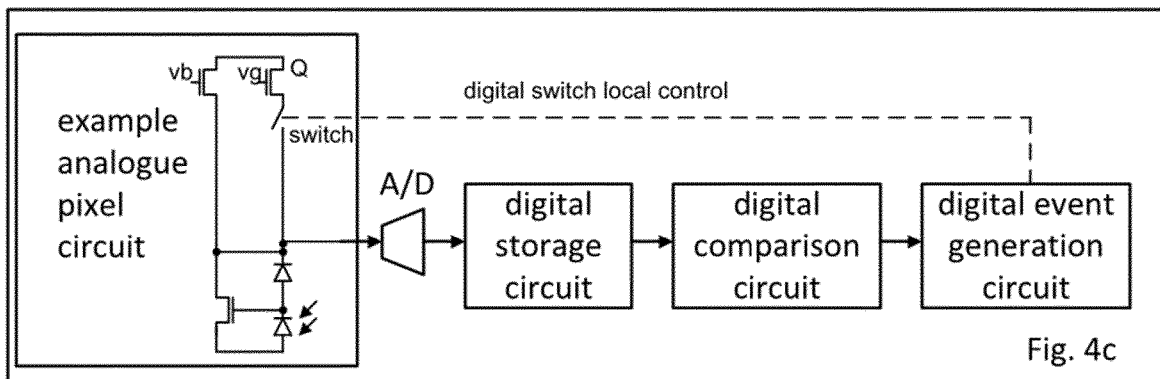 vb
vg
Q
digital switch local control
switch
example
analogue
pixel
circuit
A/D
digital
storage
circuit
digital
comparison
circuit
digital event
generation
circuit
Fig. 4c